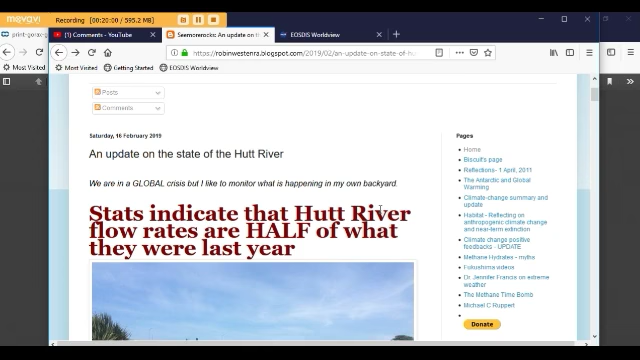 movavi Recording 00:20:00 / 595.2 MB
(1) Comments - YouTube
Seemorerocks: An update on th
EOSDIS Worldview
https://robinwestenra.blogspot.com/2019/02/an-update-on-state-of-h
Most Visited
Most Visited Getting Started EOSDIS Worldview
Posts
Comments
Saturday, 16 February 2019
An update on the state of the Hutt River
We are in a GLOBAL crisis but I like to monitor what is happening in my own backyard.
Stats indicate that Hutt River
flow rates are HALF of what
they were last year
Pages
Home
Biscuit's page
Reflections- 1 April, 2011
The Antarctic and Global
Warming
Climate-change summary and
update
Habitat - Reflecting on
anthropogenic climate change
and near-term extinction
Climate change positive
feedbacks - UPDATE
Methane Hydrates - myths
Fukushima videos
Dr. Jennifer Francis on extreme
weather
The Methane Time Bomb
Michael C Ruppert
Donate